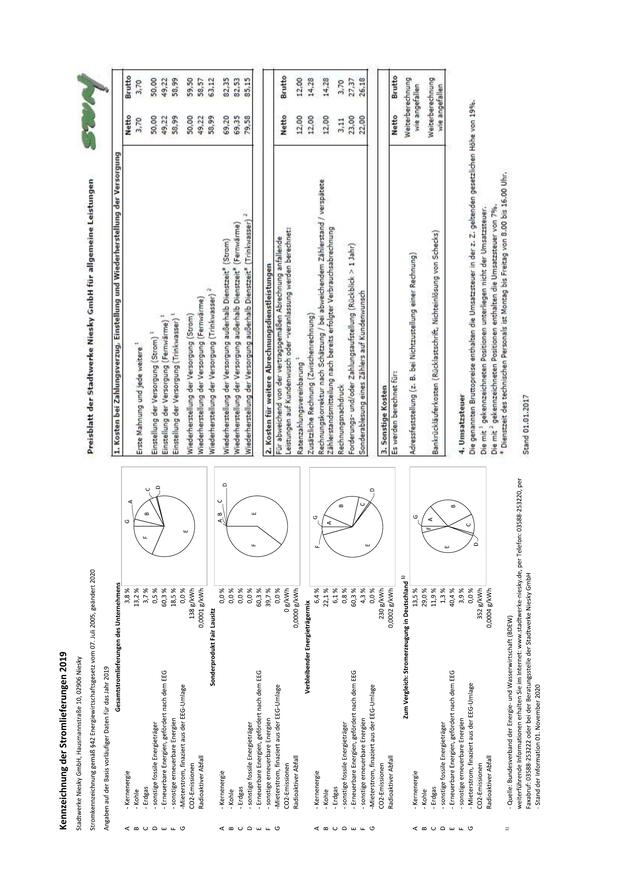 Kennzeichnung der Stromlieferungen 2019
Stadtwerke Niesky GmbH, Hausmannstraße 10, 02906 Niesky
Stromkennzeichnung gemäß §42 Energiewirtschaftsgesetz vom 07. Juli 2005, geändert 2020
Angaben auf der Basis vorläufiger Daten für das Jahr 2019
Gesamtstromlieferungen des Unternehmens
A - Kernenergie 3,8 %
B - Kohle 13,2 %
C - Erdgas 3,7 %
D - sonstige fossile Energieträger 0,5 %
E - Erneuerbare Energien, gefördert nach dem EEG 60,3 %
F - sonstige erneuerbare Energien 18,5 %
G -Mieterstrom, finanziert aus der EEG-Umlage 0,0 %
CO2-Emissionen 138 g/kWh
Radioaktiver Abfall 0,0001 g/kWh
Sonderprodukt Fair Lausitz
A - Kernenergie 0,0 %
B - Kohle 0,0 %
C - Erdgas 0,0 %
D - sonstige fossile Energieträger 0,0 %
E - Erneuerbare Energien, gefördert nach dem EEG 60,3 %
F - sonstige erneuerbare Energien 39,7 %
G - Mieterstrom, finanziert aus der EEG-Umlage 0,0 %
CO2-Emissionen 0 g/kWh
Radioaktiver Abfall 0,0000 g/kWh
Verbleibender Energieträgermix
A - Kernenergie 6,4 %
B - Kohle 22,1 %
C - Erdgas 6,1 %
D - sonstige fossile Energieträger 0,8 %
E - Erneuerbare Energien, gefördert nach dem EEG 60,3 %
F - sonstige erneuerbare Energien 4,3 %
G - Mieterstrom, finanziert aus der EEG-Umlage 0,0 %
CO2-Emissionen 230 g/kWh
Radioaktiver Abfall 0,0002 g/kWh
Zum Vergleich: Stromerzeugung in Deutschland
A - Kernenergie 13,5 %
B - Kohle 29,0 %
C - Erdgas 11,9 %
D - sonstige fossile Energieträger 1,3 %
E - Erneuerbare Energien, gefördert nach dem EEG 40,4 %
F - sonstige erneuerbare Energien 3,9 %
G - Mieterstrom, finanziert aus der EEG-Umlage 0,0 %
CO2-Emissionen 352 g/kWh
Radioaktiver Abfall 0,0004 g/kWh
- Quelle: Bundesverband der Energie- und Wasserwirtschaft (BDEW)
weiterführende Informationen erhalten Sie im Internet: www.stadtwerke-niesky.de, per Telefon: 03588-253220, per
Faxabruf: 03588-253222 oder bei der Beratungsstelle der Stadtwerke Niesky GmbH
- Stand der Information 01. November 2020
Preisblatt der Stadtwerke Niesky GmbH für allgemeine Leistungen
1. Kosten bei Zahlungsverzug, Einstellung und Wiederherstellung der Versorgung
Netto Brutto
Erste Mahnung und jede weitere ¹ 3,70 3,70
Einstellung der Versorgung (Strom) ¹ 50,00 50,00
Einstellung der Versorgung (Fernwärme) ¹ 49,22 49,22
Einstellung der Versorgung (Trinkwasser) ¹ 58,99 58,99
Wiederherstellung der Versorgung (Strom) 50,00 59,50
Wiederherstellung der Versorgung (Fernwärme) 49,22 58,57
Wiederherstellung der Versorgung (Trinkwasser) ² 58,99 63,12
Wiederherstellung der Versorgung außerhalb Dienstzeit* (Strom) 69,20 82,35
Wiederherstellung der Versorgung außerhalb Dienstzeit* (Fernwärme) 69,35 82,53
Wiederherstellung der Versorgung außerhalb Dienstzeit* (Trinkwasser) ² 79,58 85,15
2. Kosten für weitere Abrechnungsdienstleistungen
Für abweichend von der vertragsgemäßen Abrechnung anfallende Netto Brutto
Leistungen auf Kundenwusch oder -veranlassung werden berechnet:
Ratenzahlungsvereinbarung ¹ 12,00 12,00
Zusätzliche Rechnung (Zwischenrechnung) 12,00 14,28
Rechnungskorrektur nach Schätzung / bei abweichendem Zählerstand / verspätete
Zählerstandsmitteilung nach bereits erfolgter Verbrauchsabrechnung 12,00 14,28
Rechnungsnachdruck 3,11 3,70
Forderungs- und/oder Zahlungsaufstellung (Rückblick > 1 Jahr) 23,00 27,37
Sonderablesung eines Zählers auf Kundenwunsch 22,00 26,18
3. Sonstige Kosten
Es werden berechnet für: Netto Brutto
Adressfeststellung (z. B. bei Nichtzustellung einer Rechnung) Weiterberechnung
wie angefallen
Bankrückläuferkosten (Rücklastschrift, Nichteinlösung von Schecks) Weiterberechnung
wie angefallen
4. Umsatzsteuer
Die genannten Bruttopreise enthalten die Umsatzsteuer in der z. Z. geltenden gesetzlichen Höhe von 19%.
Die mit ¹ gekennzeichneten Positionen unterliegen nicht der Umsatzsteuer.
Die mit ² gekennzeichneten Positionen enthalten die Umsatzsteuer von 7%.
* Dienstzeit des technischen Personals ist Montag bis Freitag von 8.00 bis 16.00 Uhr.
Stand 01.01.2017